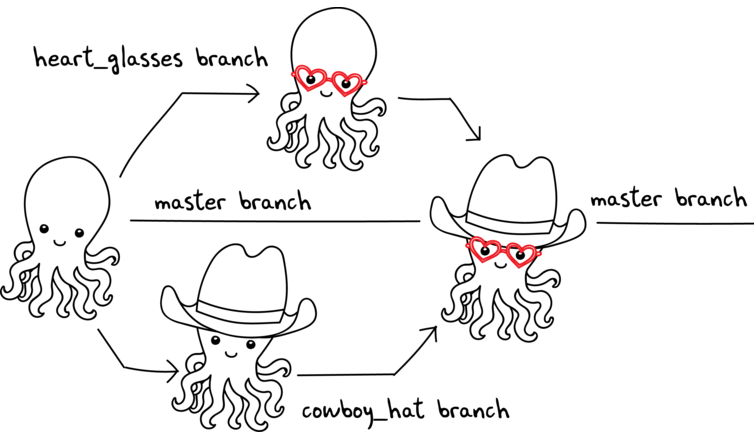 heart_glasses branch
master branch
master branch
cowboy_hat branch